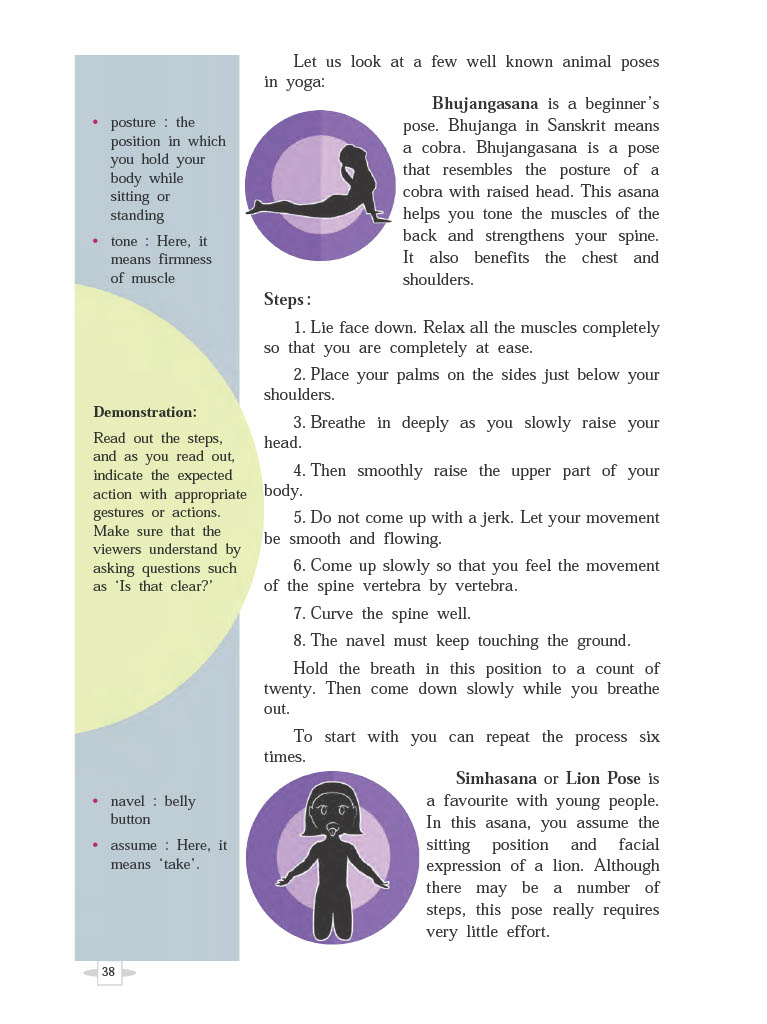 Let us look at a few well known animal poses
in yoga:
Bhujangasana is a beginner's
pose. Bhujanga in Sanskrit means
a cobra. Bhujangasana is a pose
that resembles the posture of a
cobra with raised head. This asana
helps you tone the muscles of the
back and strengthens your spine.
It also benefits the chest and
shoulders.
• posture : the
position in which
you hold your
body while
sitting or
standing
• tone : Here, it
means firmness
of muscle
Steps :
1. Lie face down. Relax all the muscles completely
so that you are completely at ease.
2. Place your palms on the sides just below your
shoulders.
3. Breathe in deeply as you slowly raise your
head.
4. Then smoothly raise the upper part of your
body.
5. Do not come up with a jerk. Let your movement
be smooth and flowing.
6. Come up slowly so that you feel the movement
of the spine vertebra by vertebra.
7. Curve the spine well.
8. The navel must keep touching the ground.
Hold the breath in this position to a count of
twenty. Then come down slowly while you breathe
out.
To start with you can repeat the process six
times.
Demonstration:
Read out the steps,
and as you read out,
indicate the expected
action with appropriate
gestures or actions.
Make sure that the
viewers understand by
asking questions such
as ‘Is that clear?’
Simhasana or Lion Pose is
a favourite with young people.
In this asana, you assume the
sitting position and facial
expression of a lion. Although
there may be a number of
steps, this pose really requires
very little effort.
• navel : belly
button
• assume : Here, it
means ‘take’.
38